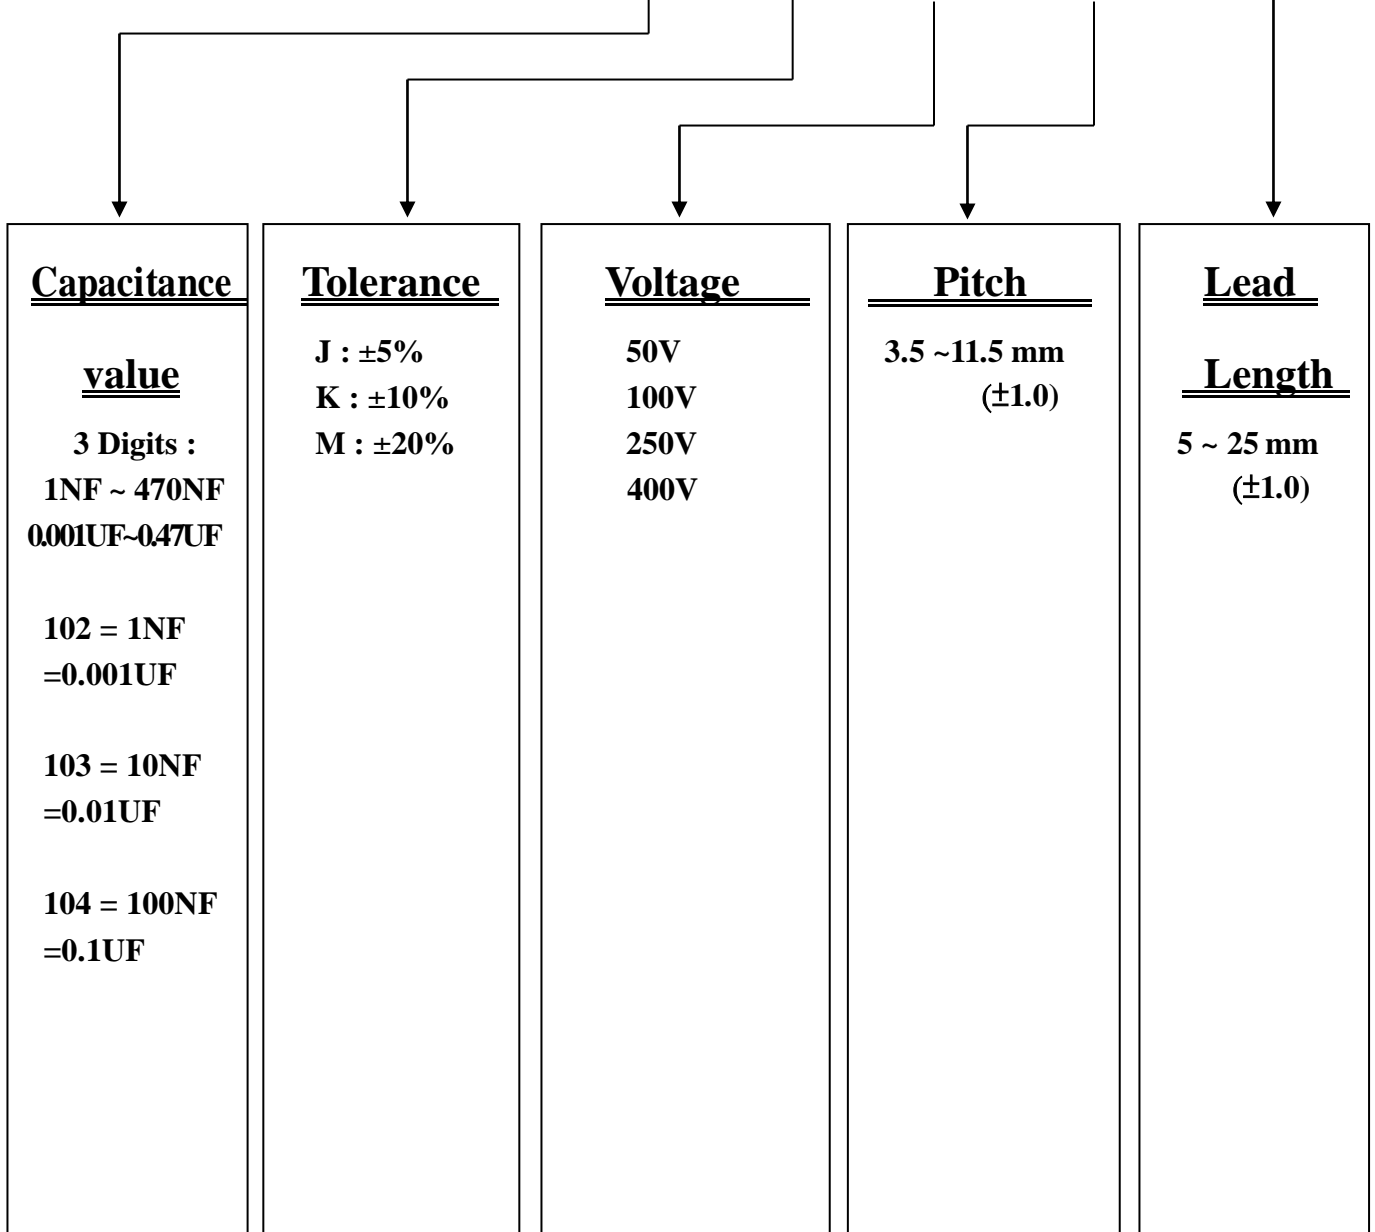 Capacitance
value
3 Digits :
1NF ~ 470NF
0.001UF~0.47UF
102 = 1NF
=0.001UF
103 = 10NF
=0.01UF
104 = 100NF
=0.1UF
Tolerance
J : ±5%
K : ±10%
M : ±20%
Voltage
50V
100V
250V
400V
Pitch
3.5 ~11.5 mm
(±1.0)
Lead
Length
5 ~ 25 mm
(±1.0)